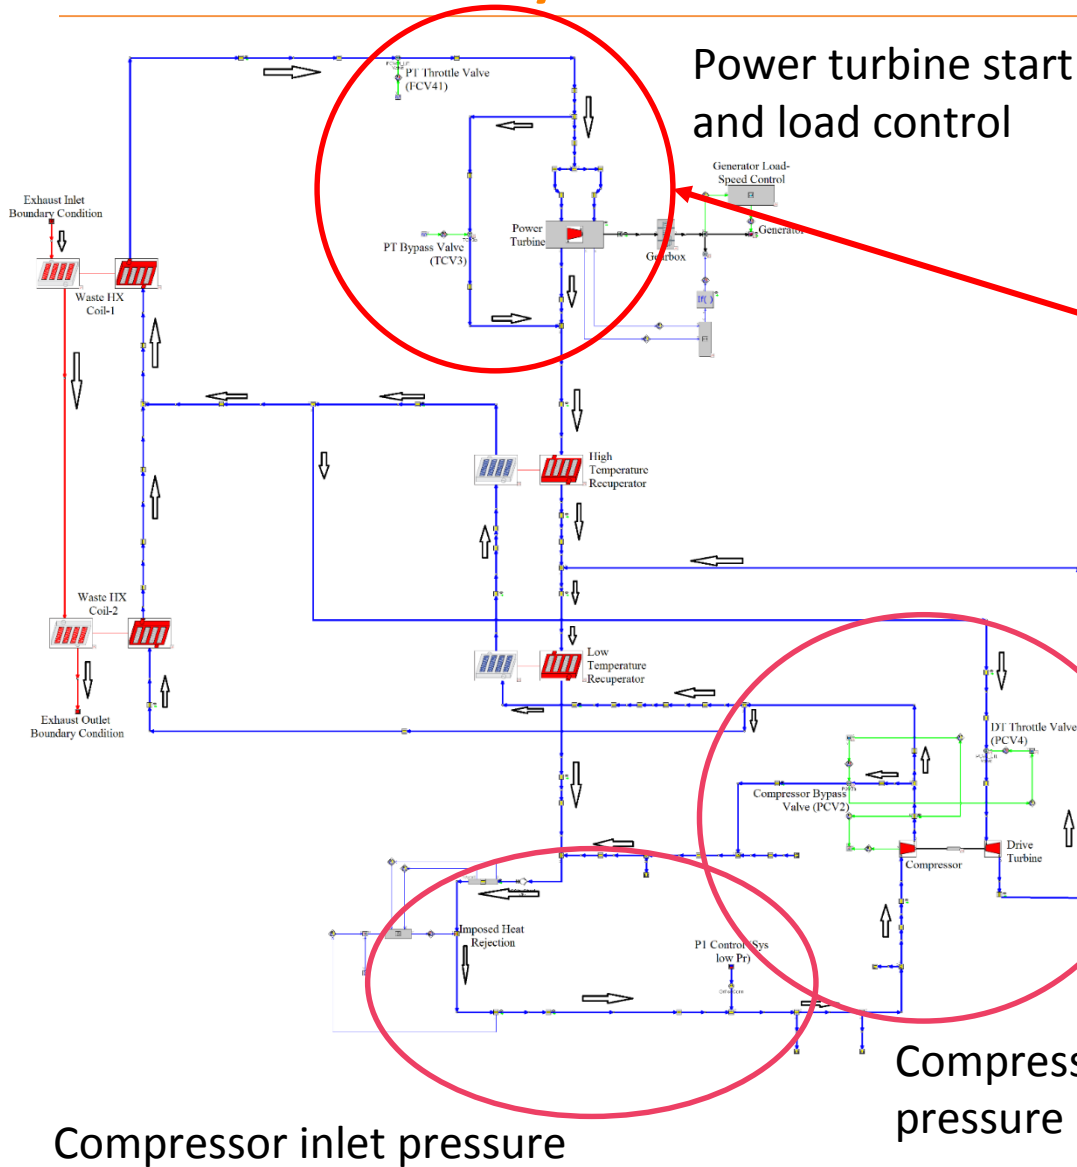 Power turbine start
and load control
PT Throttle Valve
(FCV41)
Generator Load-
Speed Control
Exhaust Inlet
Boundary Condition
Power
Turbine
Generator
Gearbox
PT Bypass Valve
(TCV3)
Waste HX
Coil-1
If( )
High
Temperature
Recuperator
Waste HX
Coil-2
Low
Temperature
Recuperator
Exhaust Outlet
Boundary Condition
DT Throttle Valve
(PCV4)
Compressor Bypass
Valve (PCV2)
Compressor
Drive
Turbine
Imposed Heat
Rejection
P1 Control (Sys
low Pr)
Compress
pressure
Compressor inlet pressure